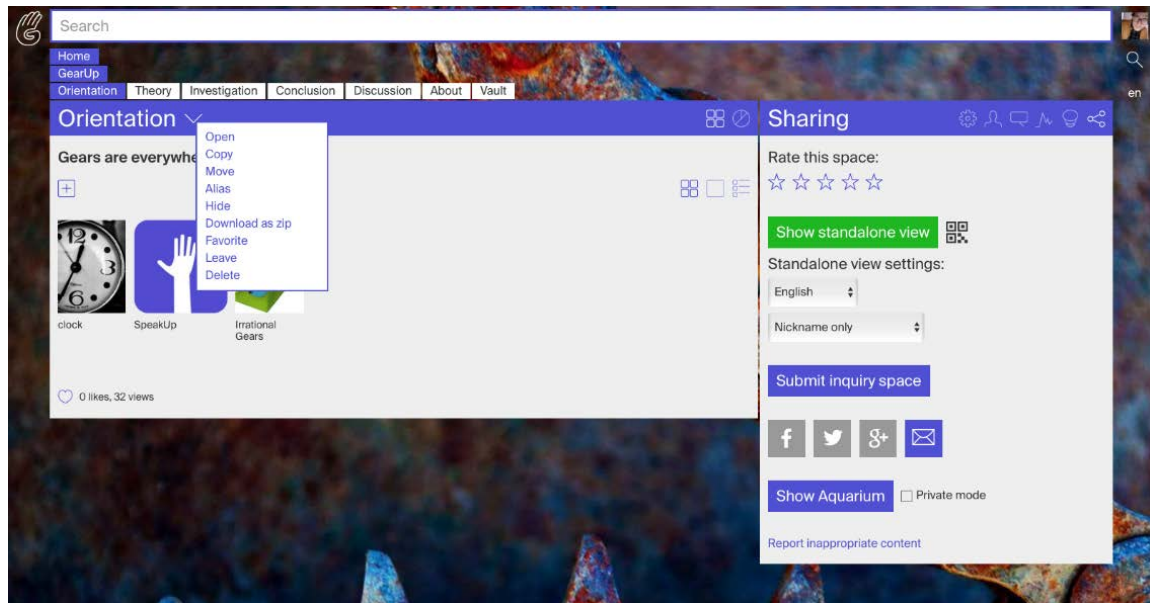 Search
en
Home
GearUp
Orientation Theory Investigation Conclusion Discussion About Vault
Orientation
Open
Copy
Move
Alias
Hide
Download as zip
Favorite
Leave
Delete
Gears are everywhe
clock
SpeakUp
Irrational
Gears
0 likes, 32 views
Sharing
Rate this space:
Show standalone view
Standalone view settings:
English
Nickname only
Submit inquiry space
f g+
Show Aquarium Private mode
Report inappropriate content